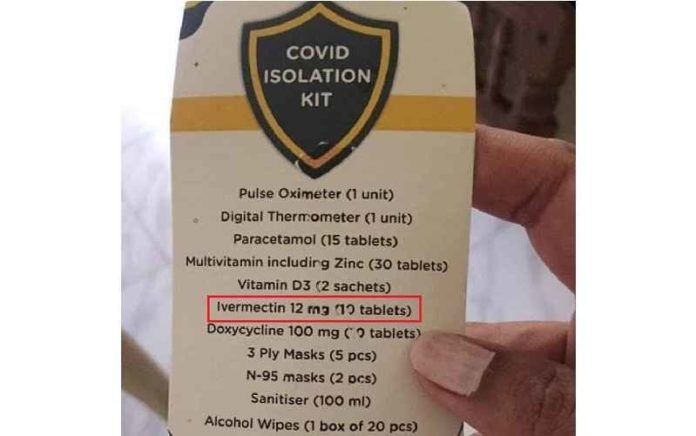 COVID
ISOLATION
KIT
Pulse Oximeter (1 unit)
Digital Thermometer (1 unit)
Paracetamol (15 tablets)
Multivitamin including Zinc (30 tablets)
Vitamin D3 (2 sachets)
Ivermectin 12 mg (10 tablets)
Doxycycline 100 mg ( tablets)
3 Ply Masks (5 pcs)
N-95 masks (2 pcs)
Sanitiser (100 ml)
Alcohol Wipes (1 box of 20 pcs)